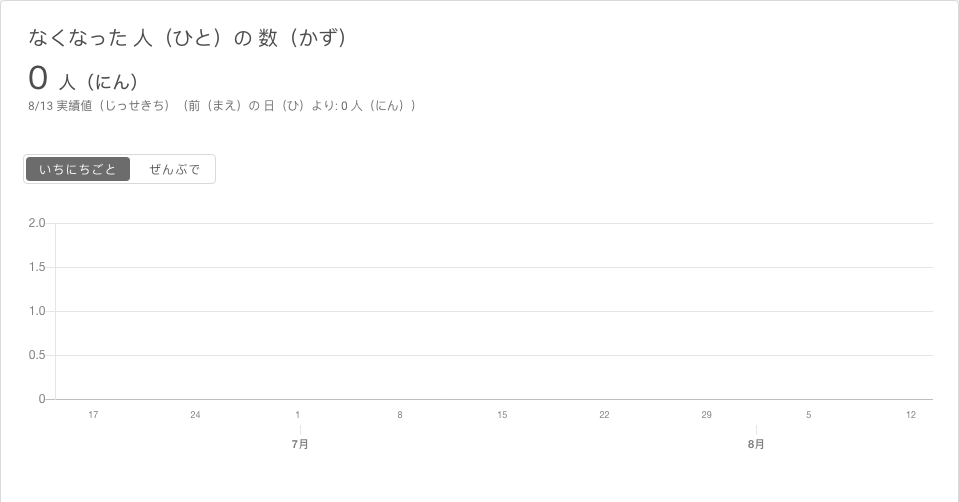 なくなった 人（ひと）の 数（かず）
0 人（にん）
8/13 実績値（じっせきち）（前（まえ）の 日（ひ）より: 0 人（にん））
いちにちごと ぜんぶで
2.0
1.5
1.0
0.5
0
17 24 1 8 15 22 29 5 12
7月 8月